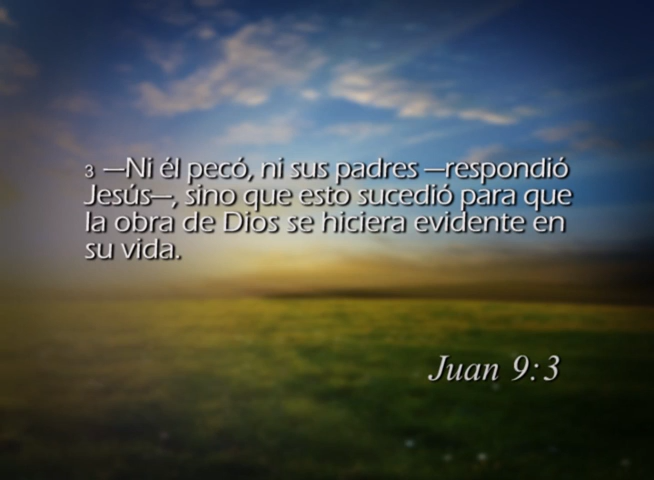 3 —Ni él pecó, ni sus padres —respondió
Jesús—, sino que esto sucedió para que
la obra de Dios se hiciera evidente en
su vida.
Juan 9:3